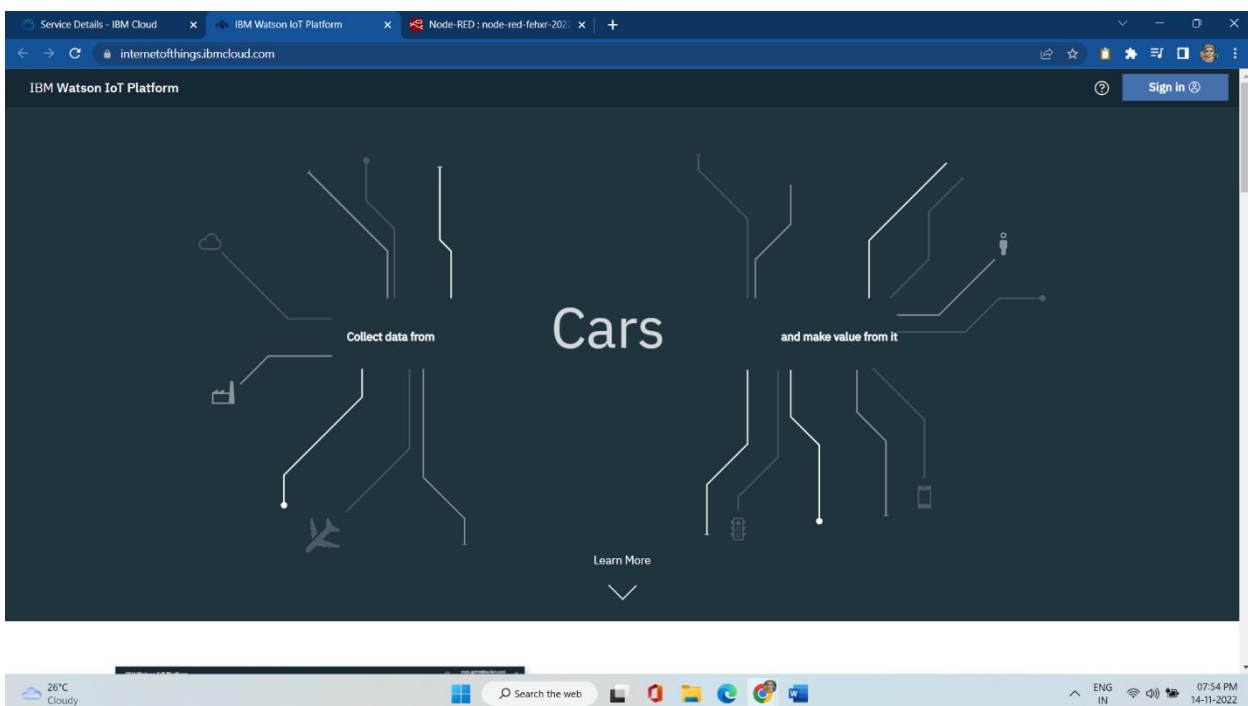 Service Details - IBM Cloud
IBM Watson IoT Platform
Node-RED : node-red-fehxr-202
internetofthings.ibmcloud.com
IBM Watson IoT Platform
Sign in
Collect data from
Cars
and make value from it
Learn More
26°C
Cloudy
Search the web
ENG
IN
07:54 PM
14-11-2022